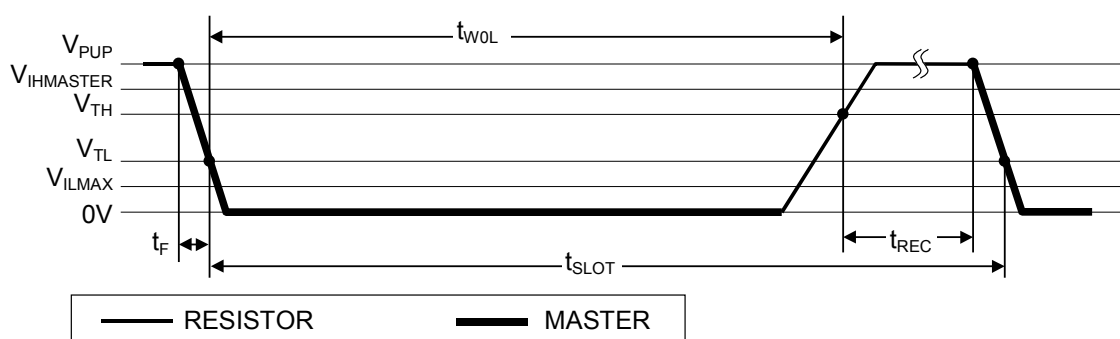 tW0L
VPUP
VIHMASTER
VTH
VTL
VILMAX
0V
tF
tREC
tSLOT
RESISTOR
MASTER